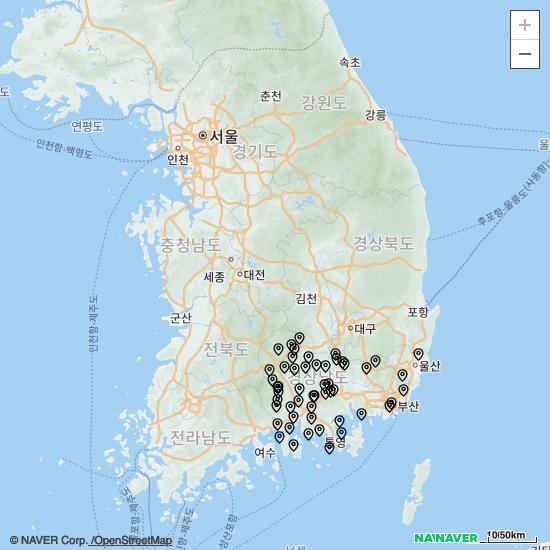 +
−
속초
춘천
강원도
강릉
도
연평도
서울
울
인천
경기도
인천항-백령도
후포항-울릉도(사동항)
충청남도
경상북도
세종
대전
김천
인천항-제주도
군산
포항
대구
전북도
울산
경상남도
부산
전라남도
여수
통영
10/50km
© NAVER Corp. /OpenStreetMap
NAVER